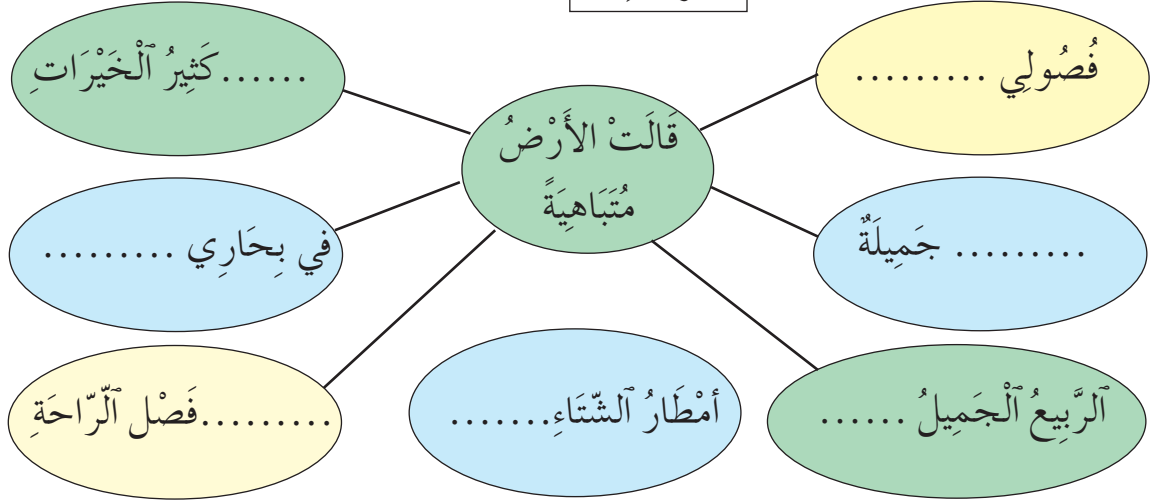 قَالَتْ الأَرْضُ
مُتَبَاهِيَةً
فُصُولِي .........
......كَثِيرُ ٱلْخَيْرَاتِ
......... جَمِيلَةٌ
في بِحَارِي .........
ٱلرَّبِيعُ ٱلْجَمِيلُ ......
أمْطَارُ ٱلشّتَاءِ.......
.........فَصْل ٱلرّاحَةِ